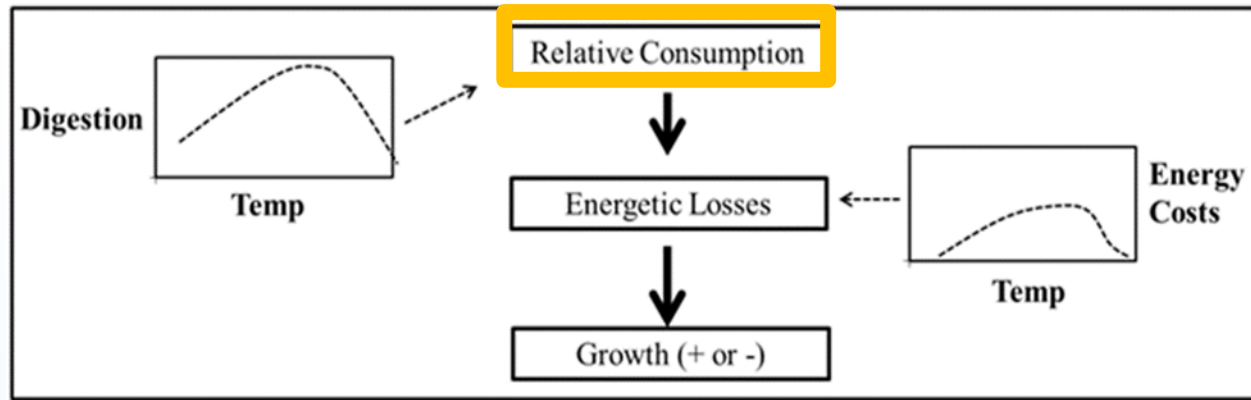 Relative Consumption
Digestion
Temp
Energetic Losses
Energy
Costs
Temp
Growth (+ or -)